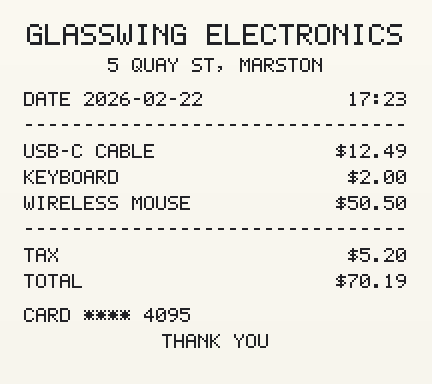 GLASSWING ELECTRONICS
5 QUAY ST, MARSTON
DATE 2026-02-22 17:23
--------------------------------
USB-C CABLE $12.49
KEYBOARD $2.00
WIRELESS MOUSE $50.50
--------------------------------
TAX $5.20
TOTAL $70.19
CARD **** 4095
THANK YOU